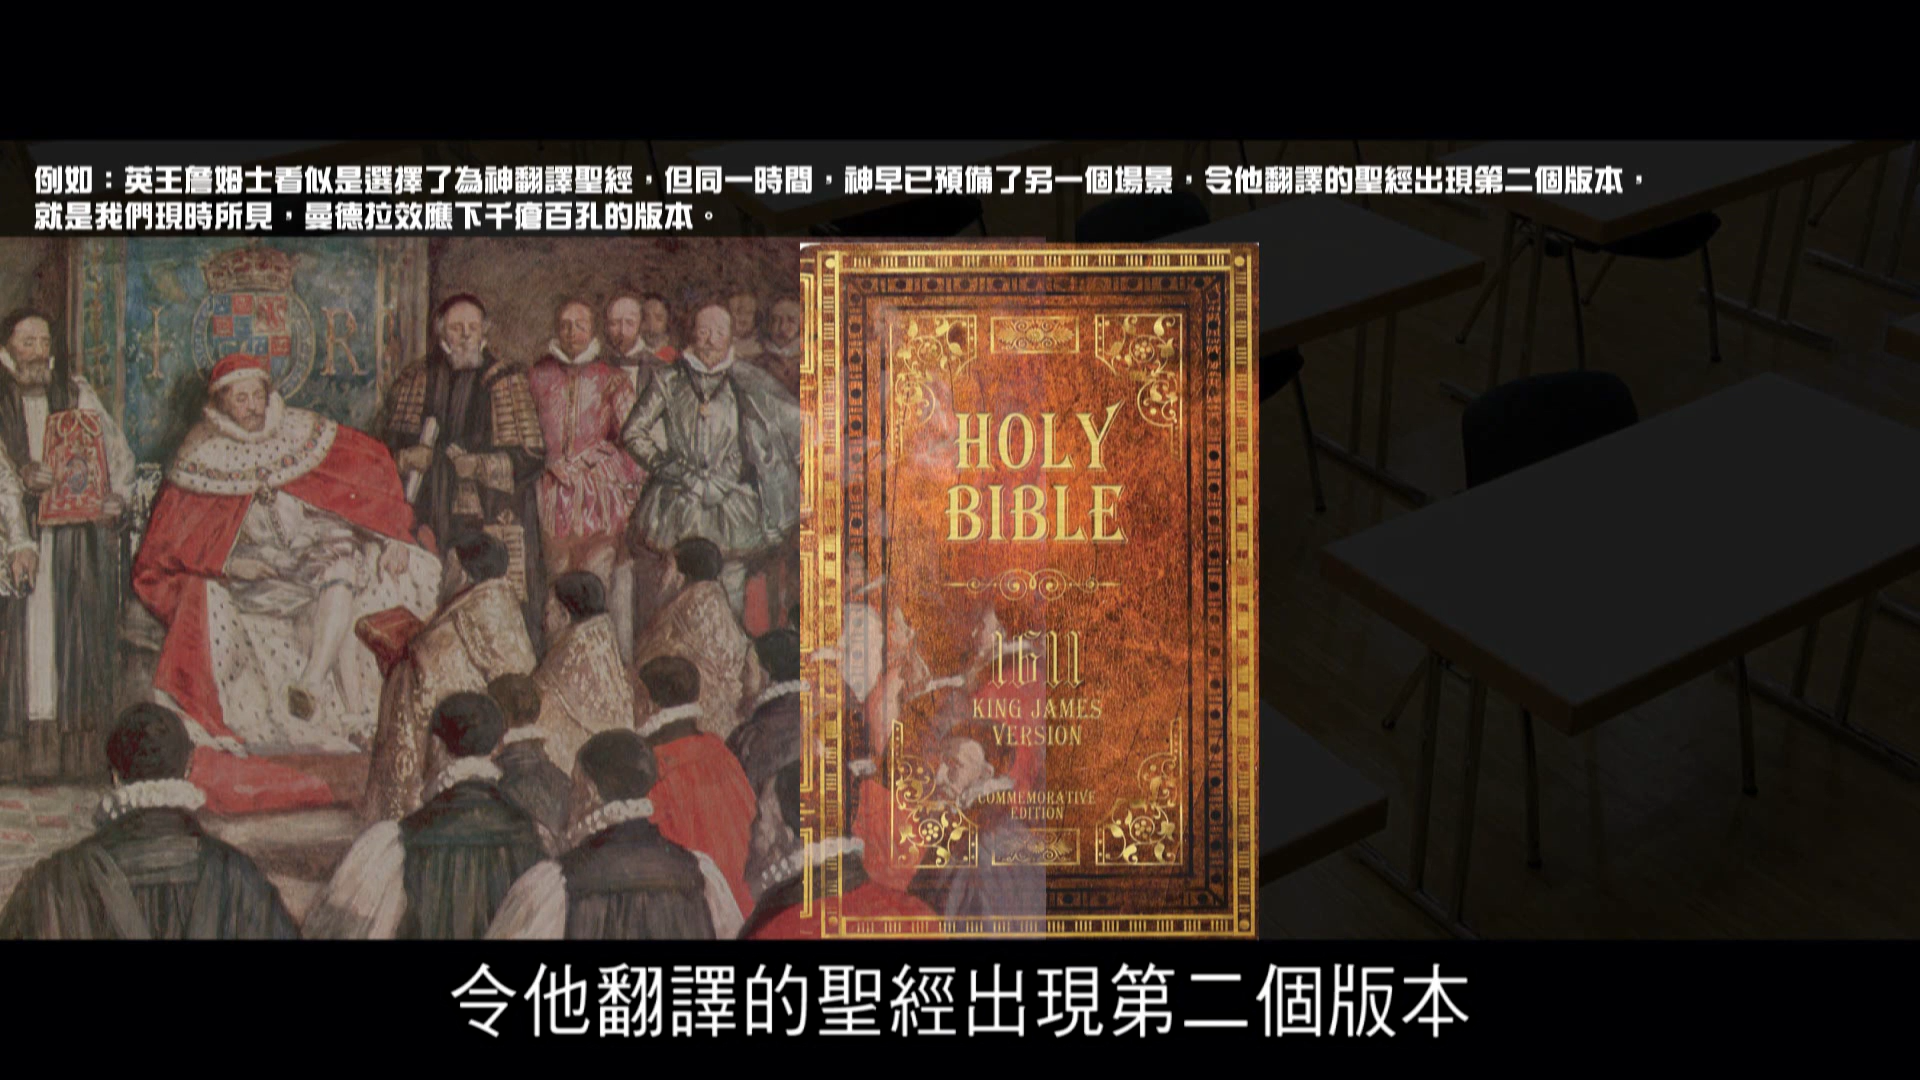 例如：英王詹姆士看似是選擇了為神翻譯聖經，但同一時間，神早已預備了另一個場景，令他翻譯的聖經出現第二個版本，
就是我們現時所見，曼德拉效應下千瘡百孔的版本。
I R
HOLY
BIBLE
1611
KING JAMES
VERSION
COMMEMORATIVE
EDITION
令他翻譯的聖經出現第二個版本